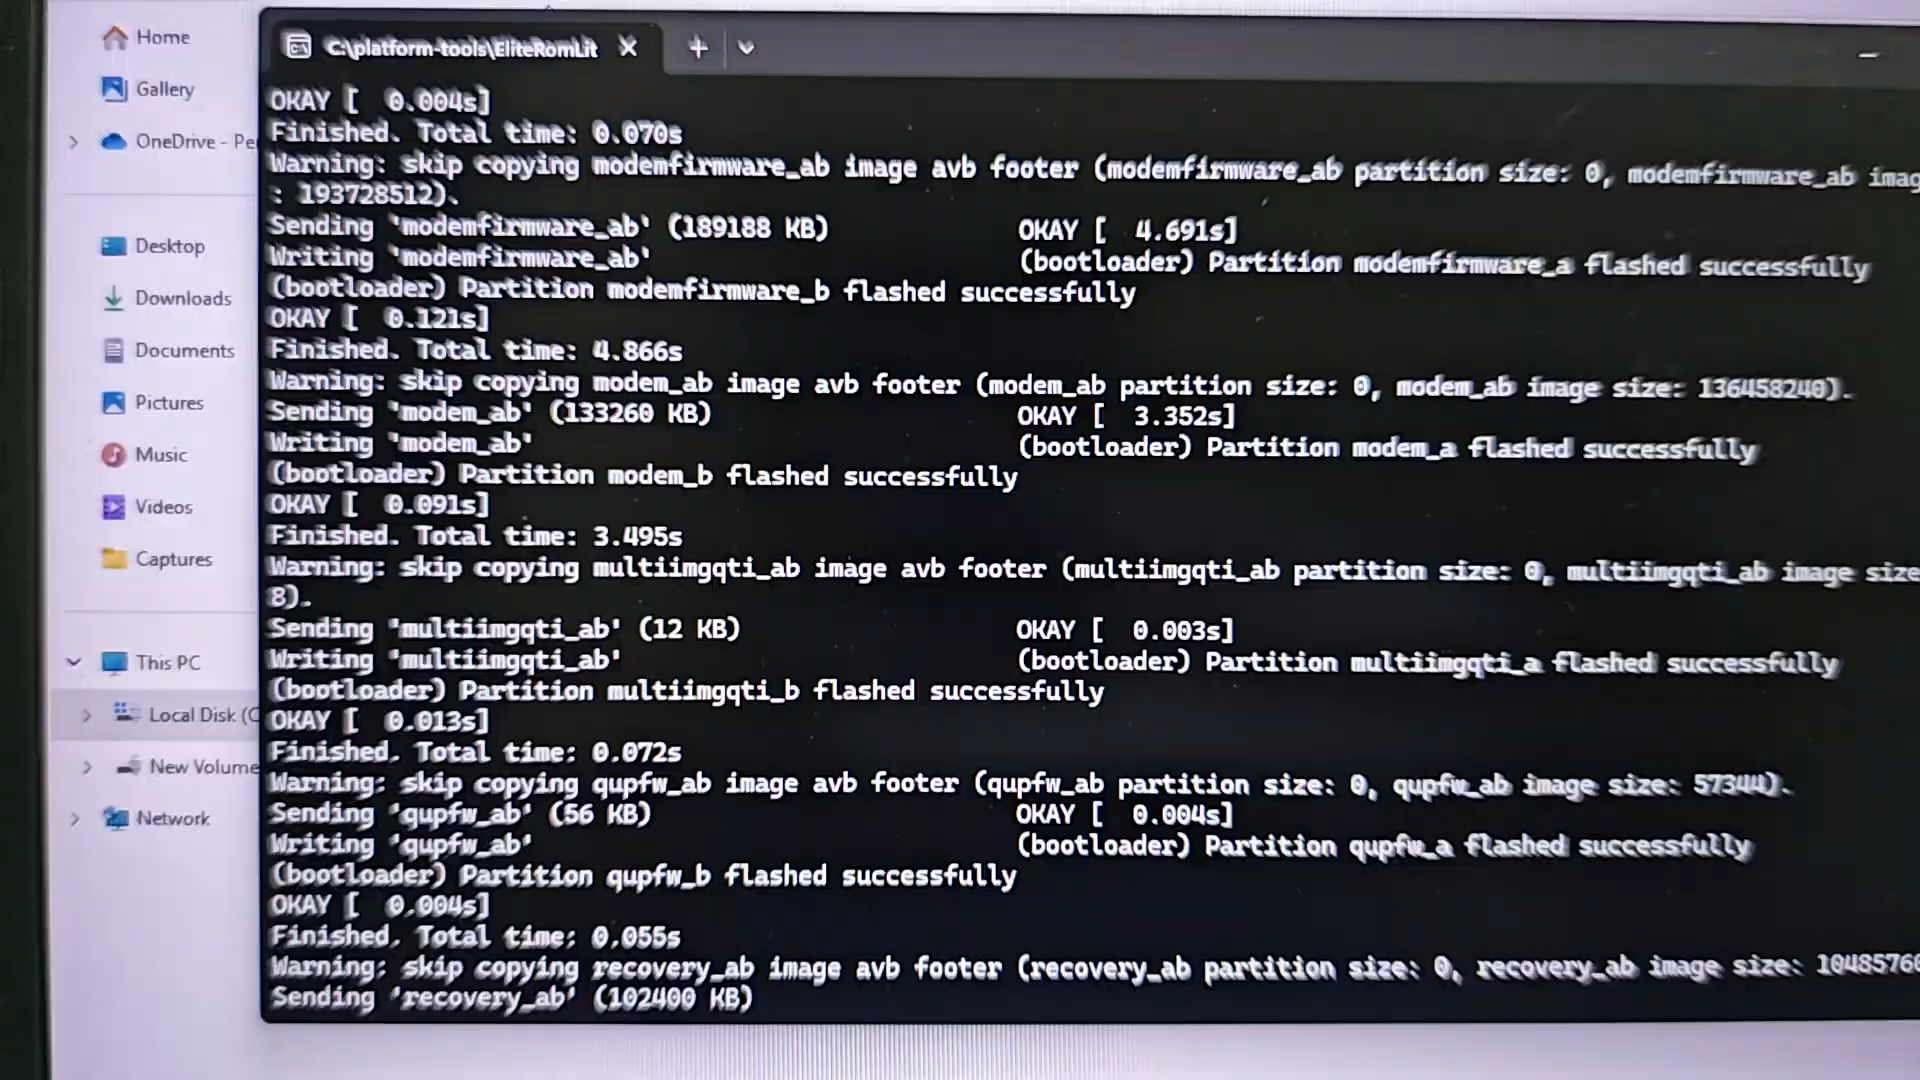 Home
Gallery
OneDrive - Pe
Desktop
Downloads
Documents
Pictures
Music
Videos
Captures
This PC
Local Disk (C
New Volume
Network
C:\platform-tools\EliteRomLit
OKAY [  0.004s]
Finished. Total time: 0.070s
Warning: skip copying modemfirmware_ab image avb footer (modemfirmware_ab partition size: 0, modemfirmware_ab imag
: 193728512).
Sending 'modemfirmware_ab' (189188 KB) OKAY [  4.691s]
Writing 'modemfirmware_ab' (bootloader) Partition modemfirmware_a flashed successfully
(bootloader) Partition modemfirmware_b flashed successfully
OKAY [  0.121s]
Finished. Total time: 4.866s
Warning: skip copying modem_ab image avb footer (modem_ab partition size: 0, modem_ab image size: 136458240).
Sending 'modem_ab' (133260 KB) OKAY [  3.352s]
Writing 'modem_ab' (bootloader) Partition modem_a flashed successfully
(bootloader) Partition modem_b flashed successfully
OKAY [  0.091s]
Finished. Total time: 3.495s
Warning: skip copying multiimgqti_ab image avb footer (multiimgqti_ab partition size: 0, multiimgqti_ab image size
8).
Sending 'multiimgqti_ab' (12 KB) OKAY [  0.003s]
Writing 'multiimgqti_ab' (bootloader) Partition multiimgqti_a flashed successfully
(bootloader) Partition multiimgqti_b flashed successfully
OKAY [  0.013s]
Finished. Total time: 0.072s
Warning: skip copying qupfw_ab image avb footer (qupfw_ab partition size: 0, qupfw_ab image size: 57344).
Sending 'qupfw_ab' (56 KB) OKAY [  0.004s]
Writing 'qupfw_ab' (bootloader) Partition qupfw_a flashed successfully
(bootloader) Partition qupfw_b flashed successfully
OKAY [  0.004s]
Finished. Total time: 0.055s
Warning: skip copying recovery_ab image avb footer (recovery_ab partition size: 0, recovery_ab image size: 10485760
Sending 'recovery_ab' (102400 KB)